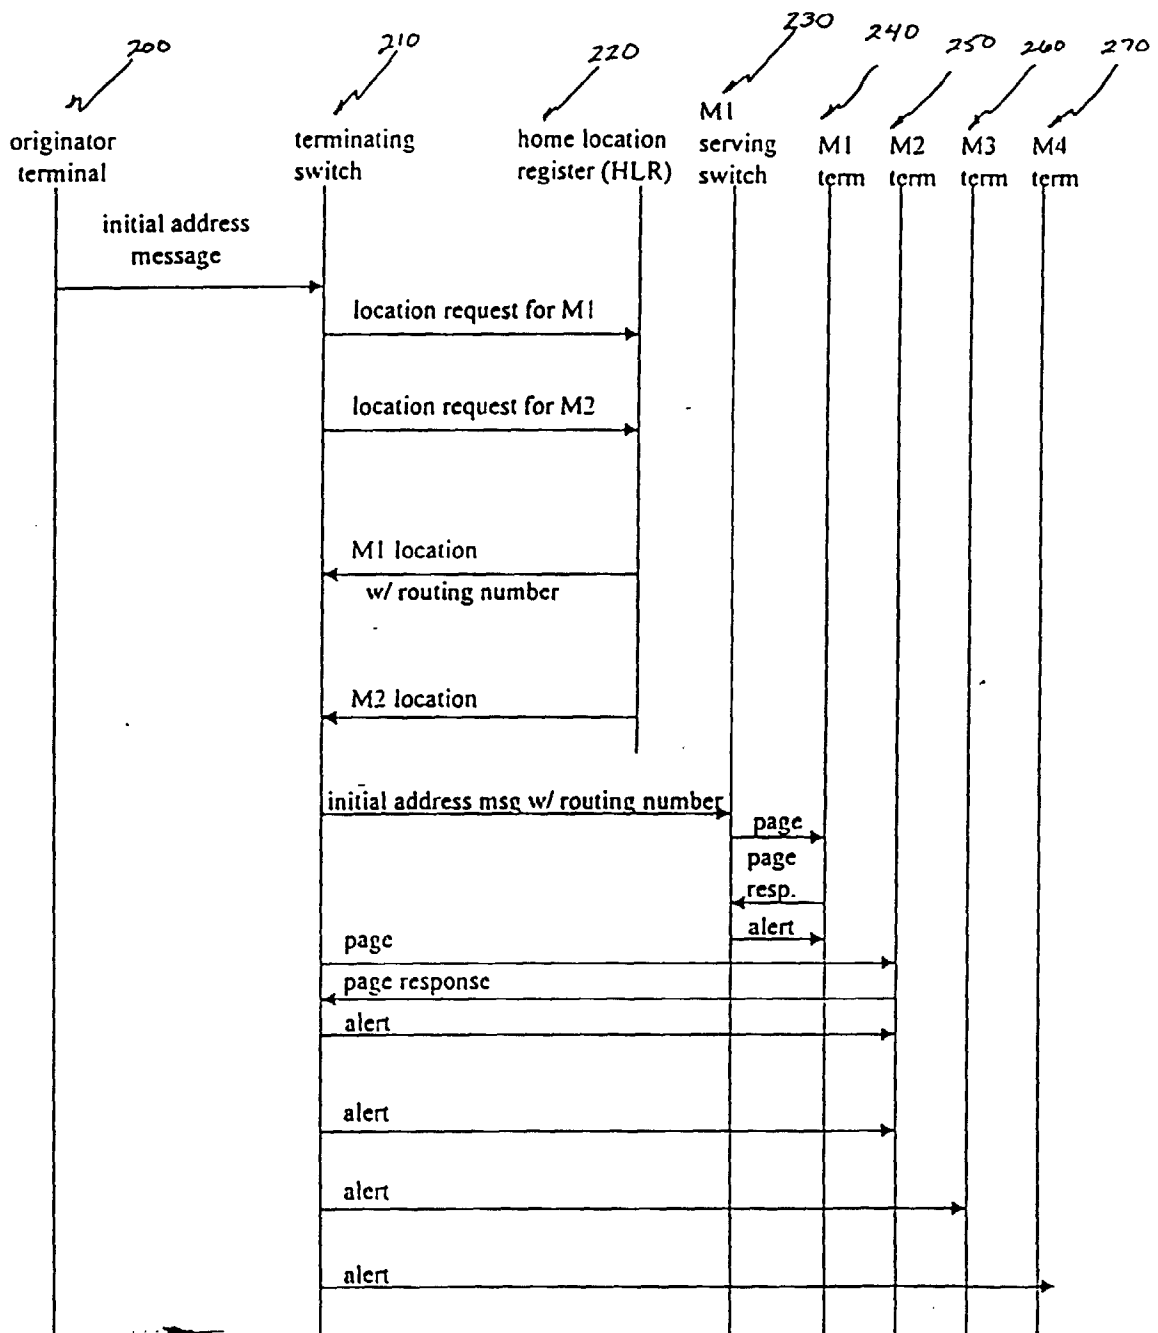 200
210
220
230
240
250
260
270
originator
terminal
terminating
switch
home location
register (HLR)
M1
serving
switch
M1
term
M2
term
M3
term
M4
term
initial address
message
location request for M1
location request for M2
M1 location
w/ routing number
M2 location
initial address msg w/ routing number
page
page
resp.
alert
page
page response
alert
alert
alert
alert